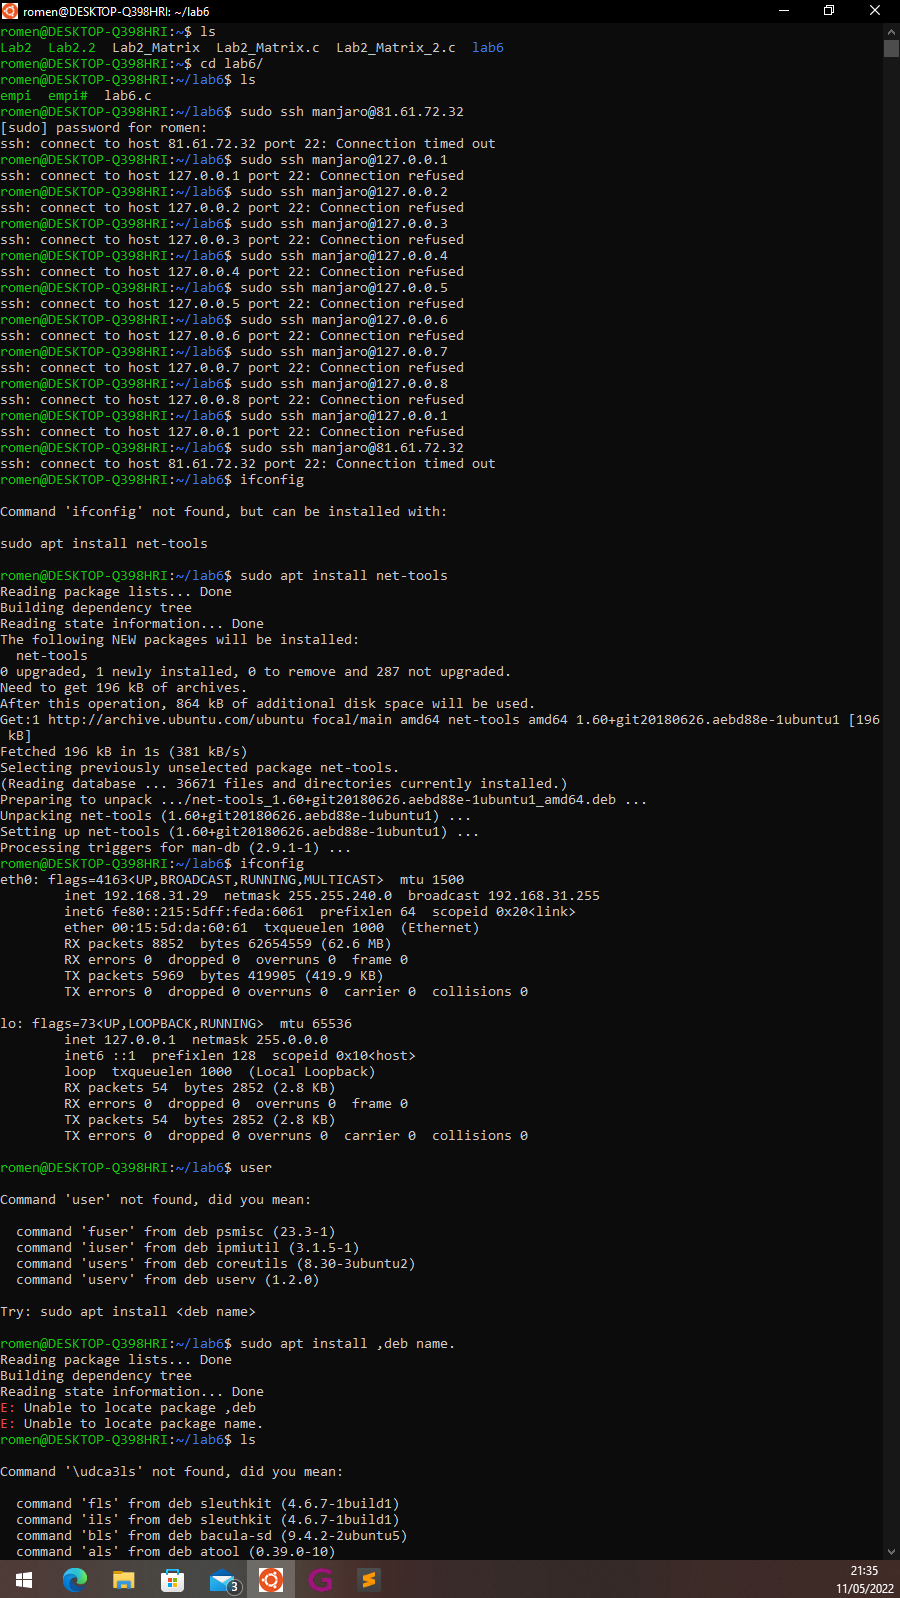 romen@DESKTOP-Q398HRI: ~/lab6
romen@DESKTOP-Q398HRI:~$ ls
Lab2  Lab2.2  Lab2_Matrix  Lab2_Matrix.c  Lab2_Matrix_2.c  lab6
romen@DESKTOP-Q398HRI:~$ cd lab6/
romen@DESKTOP-Q398HRI:~/lab6$ ls
empi  empi#  lab6.c
romen@DESKTOP-Q398HRI:~/lab6$ sudo ssh manjaro@81.61.72.32
[sudo] password for romen:
ssh: connect to host 81.61.72.32 port 22: Connection timed out
romen@DESKTOP-Q398HRI:~/lab6$ sudo ssh manjaro@127.0.0.1
ssh: connect to host 127.0.0.1 port 22: Connection refused
romen@DESKTOP-Q398HRI:~/lab6$ sudo ssh manjaro@127.0.0.2
ssh: connect to host 127.0.0.2 port 22: Connection refused
romen@DESKTOP-Q398HRI:~/lab6$ sudo ssh manjaro@127.0.0.3
ssh: connect to host 127.0.0.3 port 22: Connection refused
romen@DESKTOP-Q398HRI:~/lab6$ sudo ssh manjaro@127.0.0.4
ssh: connect to host 127.0.0.4 port 22: Connection refused
romen@DESKTOP-Q398HRI:~/lab6$ sudo ssh manjaro@127.0.0.5
ssh: connect to host 127.0.0.5 port 22: Connection refused
romen@DESKTOP-Q398HRI:~/lab6$ sudo ssh manjaro@127.0.0.6
ssh: connect to host 127.0.0.6 port 22: Connection refused
romen@DESKTOP-Q398HRI:~/lab6$ sudo ssh manjaro@127.0.0.7
ssh: connect to host 127.0.0.7 port 22: Connection refused
romen@DESKTOP-Q398HRI:~/lab6$ sudo ssh manjaro@127.0.0.8
ssh: connect to host 127.0.0.8 port 22: Connection refused
romen@DESKTOP-Q398HRI:~/lab6$ sudo ssh manjaro@127.0.0.1
ssh: connect to host 127.0.0.1 port 22: Connection refused
romen@DESKTOP-Q398HRI:~/lab6$ sudo ssh manjaro@81.61.72.32
ssh: connect to host 81.61.72.32 port 22: Connection timed out
romen@DESKTOP-Q398HRI:~/lab6$ ifconfig
Command 'ifconfig' not found, but can be installed with:
sudo apt install net-tools
romen@DESKTOP-Q398HRI:~/lab6$ sudo apt install net-tools
Reading package lists... Done
Building dependency tree
Reading state information... Done
The following NEW packages will be installed:
  net-tools
0 upgraded, 1 newly installed, 0 to remove and 287 not upgraded.
Need to get 196 kB of archives.
After this operation, 864 kB of additional disk space will be used.
Get:1 http://archive.ubuntu.com/ubuntu focal/main amd64 net-tools amd64 1.60+git20180626.aebd88e-1ubuntu1 [196
 kB]
Fetched 196 kB in 1s (381 kB/s)
Selecting previously unselected package net-tools.
(Reading database ... 36671 files and directories currently installed.)
Preparing to unpack .../net-tools_1.60+git20180626.aebd88e-1ubuntu1_amd64.deb ...
Unpacking net-tools (1.60+git20180626.aebd88e-1ubuntu1) ...
Setting up net-tools (1.60+git20180626.aebd88e-1ubuntu1) ...
Processing triggers for man-db (2.9.1-1) ...
romen@DESKTOP-Q398HRI:~/lab6$ ifconfig
eth0: flags=4163<UP,BROADCAST,RUNNING,MULTICAST>  mtu 1500
        inet 192.168.31.29  netmask 255.255.240.0  broadcast 192.168.31.255
        inet6 fe80::215:5dff:feda:6061  prefixlen 64  scopeid 0x20<link>
        ether 00:15:5d:da:60:61  txqueuelen 1000  (Ethernet)
        RX packets 8852  bytes 62654559 (62.6 MB)
        RX errors 0  dropped 0  overruns 0  frame 0
        TX packets 5969  bytes 419905 (419.9 KB)
        TX errors 0  dropped 0 overruns 0  carrier 0  collisions 0
lo: flags=73<UP,LOOPBACK,RUNNING>  mtu 65536
        inet 127.0.0.1  netmask 255.0.0.0
        inet6 ::1  prefixlen 128  scopeid 0x10<host>
        loop  txqueuelen 1000  (Local Loopback)
        RX packets 54  bytes 2852 (2.8 KB)
        RX errors 0  dropped 0  overruns 0  frame 0
        TX packets 54  bytes 2852 (2.8 KB)
        TX errors 0  dropped 0 overruns 0  carrier 0  collisions 0
romen@DESKTOP-Q398HRI:~/lab6$ user
Command 'user' not found, did you mean:
  command 'fuser' from deb psmisc (23.3-1)
  command 'iuser' from deb ipmiutil (3.1.5-1)
  command 'users' from deb coreutils (8.30-3ubuntu2)
  command 'userv' from deb userv (1.2.0)
Try: sudo apt install <deb name>
romen@DESKTOP-Q398HRI:~/lab6$ sudo apt install ,deb name.
Reading package lists... Done
Building dependency tree
Reading state information... Done
E: Unable to locate package ,deb
E: Unable to locate package name.
romen@DESKTOP-Q398HRI:~/lab6$ ls
Command '\udca3ls' not found, did you mean:
  command 'fls' from deb sleuthkit (4.6.7-1build1)
  command 'ils' from deb sleuthkit (4.6.7-1build1)
  command 'bls' from deb bacula-sd (9.4.2-2ubuntu5)
  command 'als' from deb atool (0.39.0-10)
3
G
S
21:35
11/05/2022